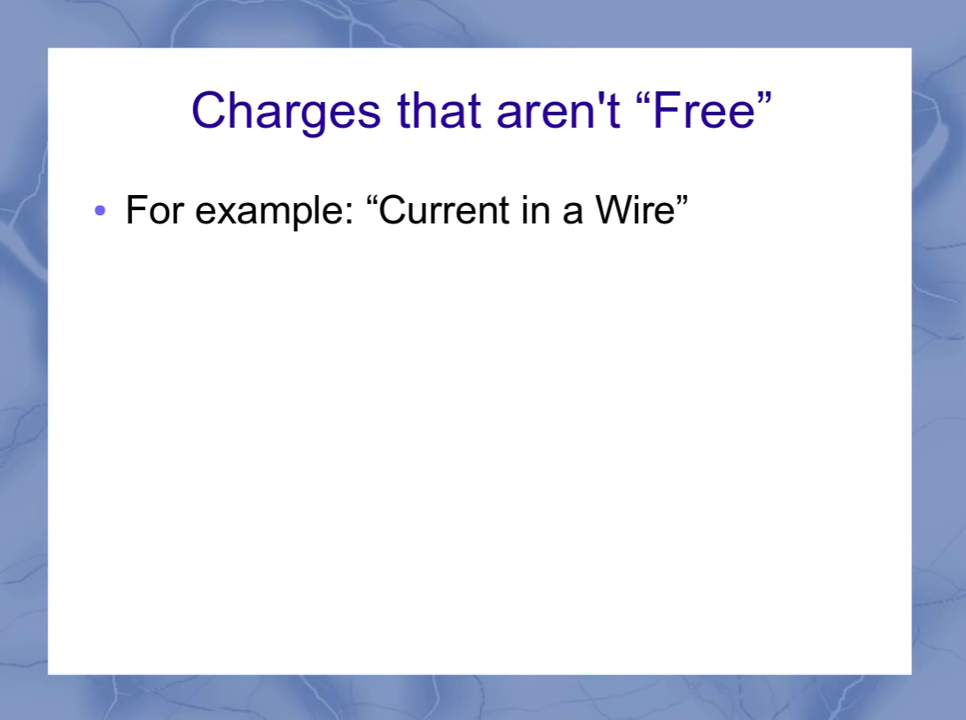 Charges that aren't “Free”
• For example: “Current in a Wire”